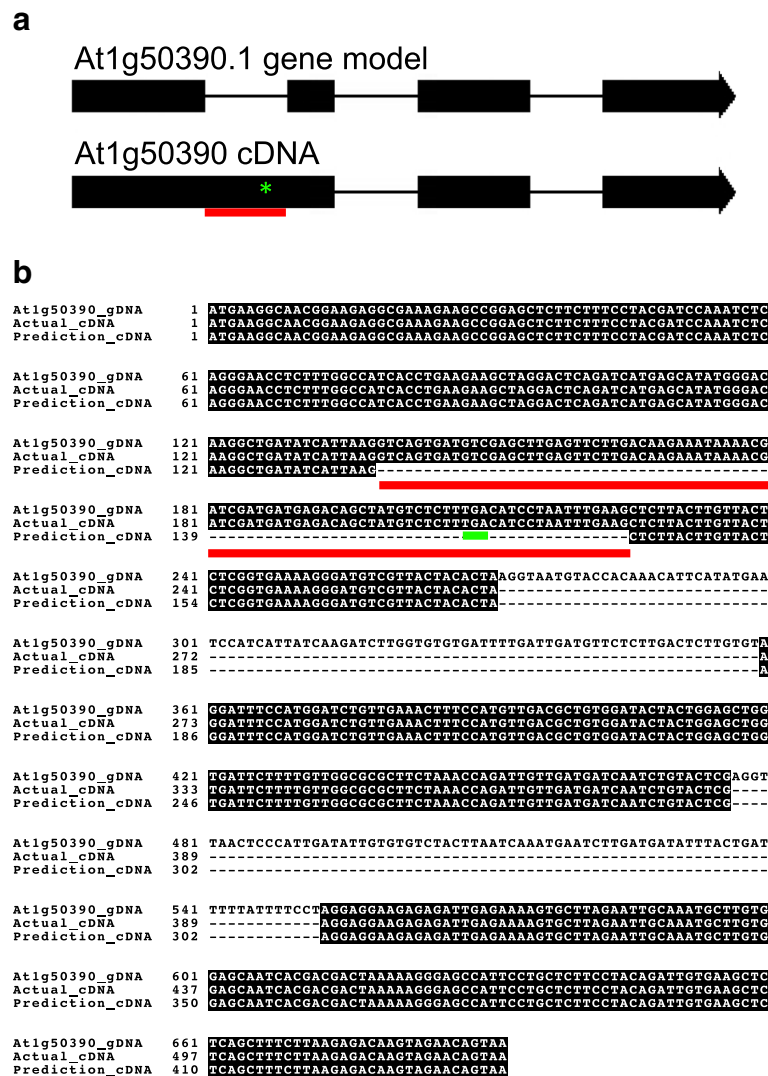 a
At1g50390.1 gene model
At1g50390 cDNA
*
b
At1g50390_gDNA 1 ATGAAGGCAACGGAAGAGGCGAAAGAAGCCGGAGCTCTTCTTTCCTACGATCCAAATCTC
Actual_cDNA 1 ATGAAGGCAACGGAAGAGGCGAAAGAAGCCGGAGCTCTTCTTTCCTACGATCCAAATCTC
Prediction_cDNA 1 ATGAAGGCAACGGAAGAGGCGAAAGAAGCCGGAGCTCTTCTTTCCTACGATCCAAATCTC
At1g50390_gDNA 61 AGGGAACCTCTTTGGCCATCACCTGAAGAAGCTAGGACTCAGATCATGAGCATATGGGAC
Actual_cDNA 61 AGGGAACCTCTTTGGCCATCACCTGAAGAAGCTAGGACTCAGATCATGAGCATATGGGAC
Prediction_cDNA 61 AGGGAACCTCTTTGGCCATCACCTGAAGAAGCTAGGACTCAGATCATGAGCATATGGGAC
At1g50390_gDNA 121 AAGGCTGATATCATTAAGGTCAGTGATGTCGAGCTTGAGTTCTTGACAAGAAATAAAACG
Actual_cDNA 121 AAGGCTGATATCATTAAGGTCAGTGATGTCGAGCTTGAGTTCTTGACAAGAAATAAAACG
Prediction_cDNA 121 AAGGCTGATATCATTAAG------------------------------------------
At1g50390_gDNA 181 ATCGATGATGAGACAGCTATGTCTCTTTGACATCCTAATTTGAAGCTCTTACTTGTTACT
Actual_cDNA 181 ATCGATGATGAGACAGCTATGTCTCTTTGACATCCTAATTTGAAGCTCTTACTTGTTACT
Prediction_cDNA 139 ---------------------------------------------CTCTTACTTGTTACT
At1g50390_gDNA 241 CTCGGTGAAAAGGGATGTCGTTACTACACTAAGGTAATGTACCACAAACATTCATATGAA
Actual_cDNA 241 CTCGGTGAAAAGGGATGTCGTTACTACACTA-----------------------------
Prediction_cDNA 154 CTCGGTGAAAAGGGATGTCGTTACTACACTA-----------------------------
At1g50390_gDNA 301 TCCATCATTATCAAGATCTTGGTGTGTGATTTTGATTGATGTTCTCTTGACTCTTGTGTA
Actual_cDNA 272 -----------------------------------------------------------A
Prediction_cDNA 185 -----------------------------------------------------------A
At1g50390_gDNA 361 GGATTTCCATGGATCTGTTGAAACTTTCCATGTTGACGCTGTGGATACTACTGGAGCTGG
Actual_cDNA 273 GGATTTCCATGGATCTGTTGAAACTTTCCATGTTGACGCTGTGGATACTACTGGAGCTGG
Prediction_cDNA 186 GGATTTCCATGGATCTGTTGAAACTTTCCATGTTGACGCTGTGGATACTACTGGAGCTGG
At1g50390_gDNA 421 TGATTCTTTTGTTGGCGCGCTTCTAAACCAGATTGTTGATGATCAATCTGTACTCGAGGT
Actual_cDNA 333 TGATTCTTTTGTTGGCGCGCTTCTAAACCAGATTGTTGATGATCAATCTGTACTCG----
Prediction_cDNA 246 TGATTCTTTTGTTGGCGCGCTTCTAAACCAGATTGTTGATGATCAATCTGTACTCG----
At1g50390_gDNA 481 TAACTCCCATTGATATTGTGTGTCTACTTAATCAAATGAATCTTGATGATATTTACTGAT
Actual_cDNA 389 ------------------------------------------------------------
Prediction_cDNA 302 ------------------------------------------------------------
At1g50390_gDNA 541 TTTTATTTTCCTAGGAGGAAGAGAGATTGAGAAAAGTGCTTAGAATTGCAAATGCTTGTG
Actual_cDNA 389 ------------AGGAGGAAGAGAGATTGAGAAAAGTGCTTAGAATTGCAAATGCTTGTG
Prediction_cDNA 302 ------------AGGAGGAAGAGAGATTGAGAAAAGTGCTTAGAATTGCAAATGCTTGTG
At1g50390_gDNA 601 GAGCAATCACGACGACTAAAAAGGGAGCCATTCCTGCTCTTCCTACAGATTGTGAAGCTC
Actual_cDNA 437 GAGCAATCACGACGACTAAAAAGGGAGCCATTCCTGCTCTTCCTACAGATTGTGAAGCTC
Prediction_cDNA 350 GAGCAATCACGACGACTAAAAAGGGAGCCATTCCTGCTCTTCCTACAGATTGTGAAGCTC
At1g50390_gDNA 661 TCAGCTTTCTTAAGAGACAAGTAGAACAGTAA
Actual_cDNA 497 TCAGCTTTCTTAAGAGACAAGTAGAACAGTAA
Prediction_cDNA 410 TCAGCTTTCTTAAGAGACAAGTAGAACAGTAA